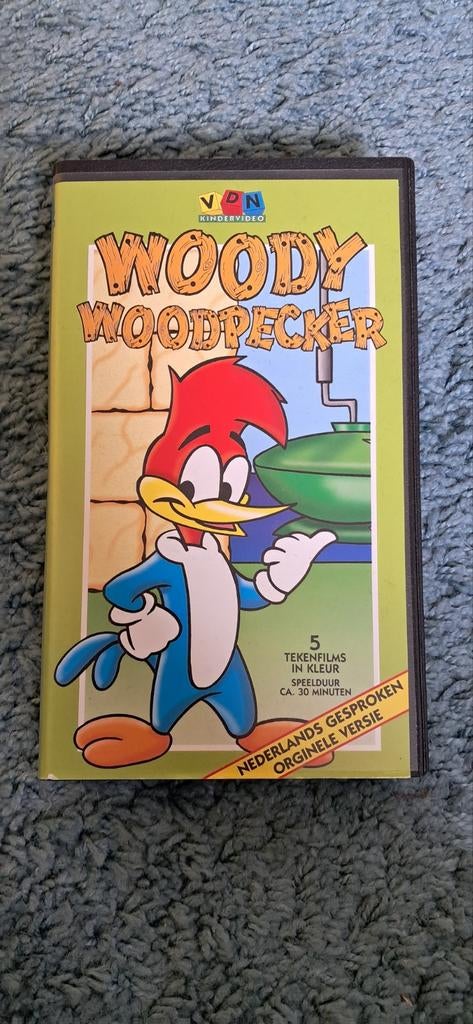 VDN
KINDERVIDEO
WOODY
WOODPECKER
5
TEKENFILMS
IN KLEUR
SPEELDUUR
CA. 30 MINUTEN
NEDERLANDS GESPROKEN
ORGINELE VERSIE